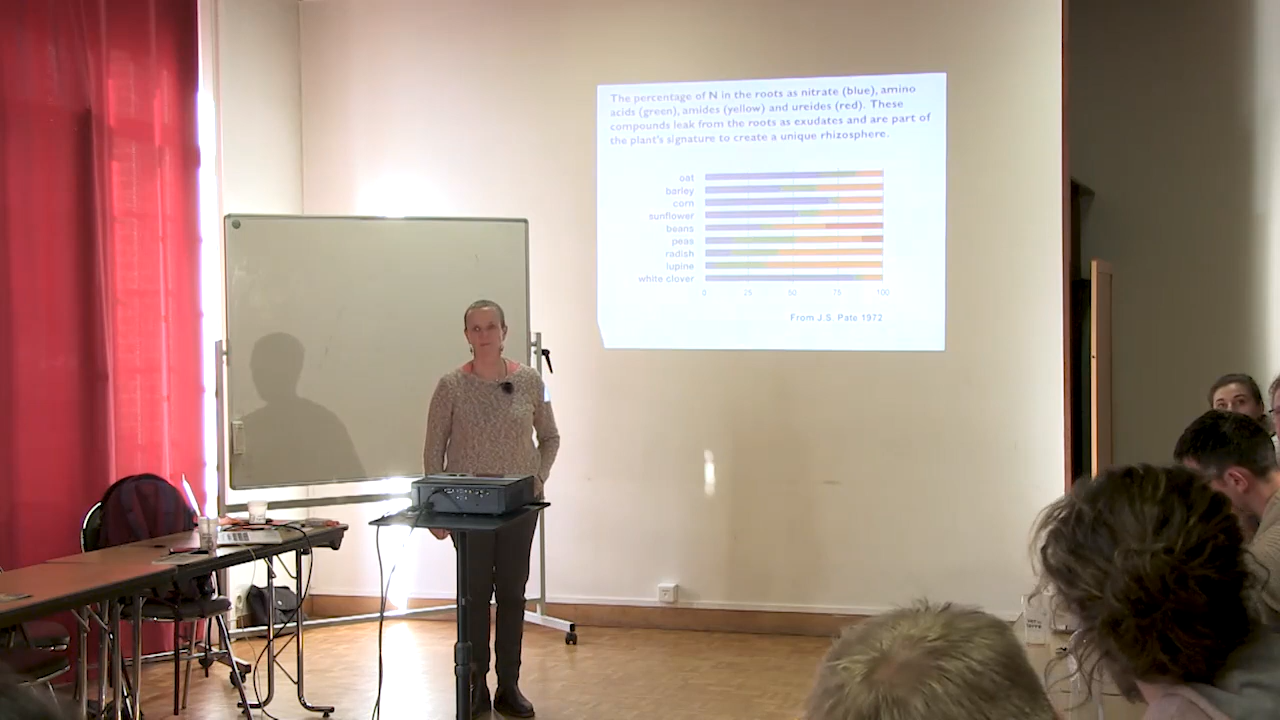 The percentage of N in the roots as nitrate (blue), amino
acids (green), amides (yellow) and ureides (red). These
compounds leak from the roots as exudates and are part of
the plant's signature to create a unique rhizosphere.
oat
barley
corn
sunflower
beans
peas
radish
lupine
white clover
0 25 50 75 100
From J.S. Pate 1972